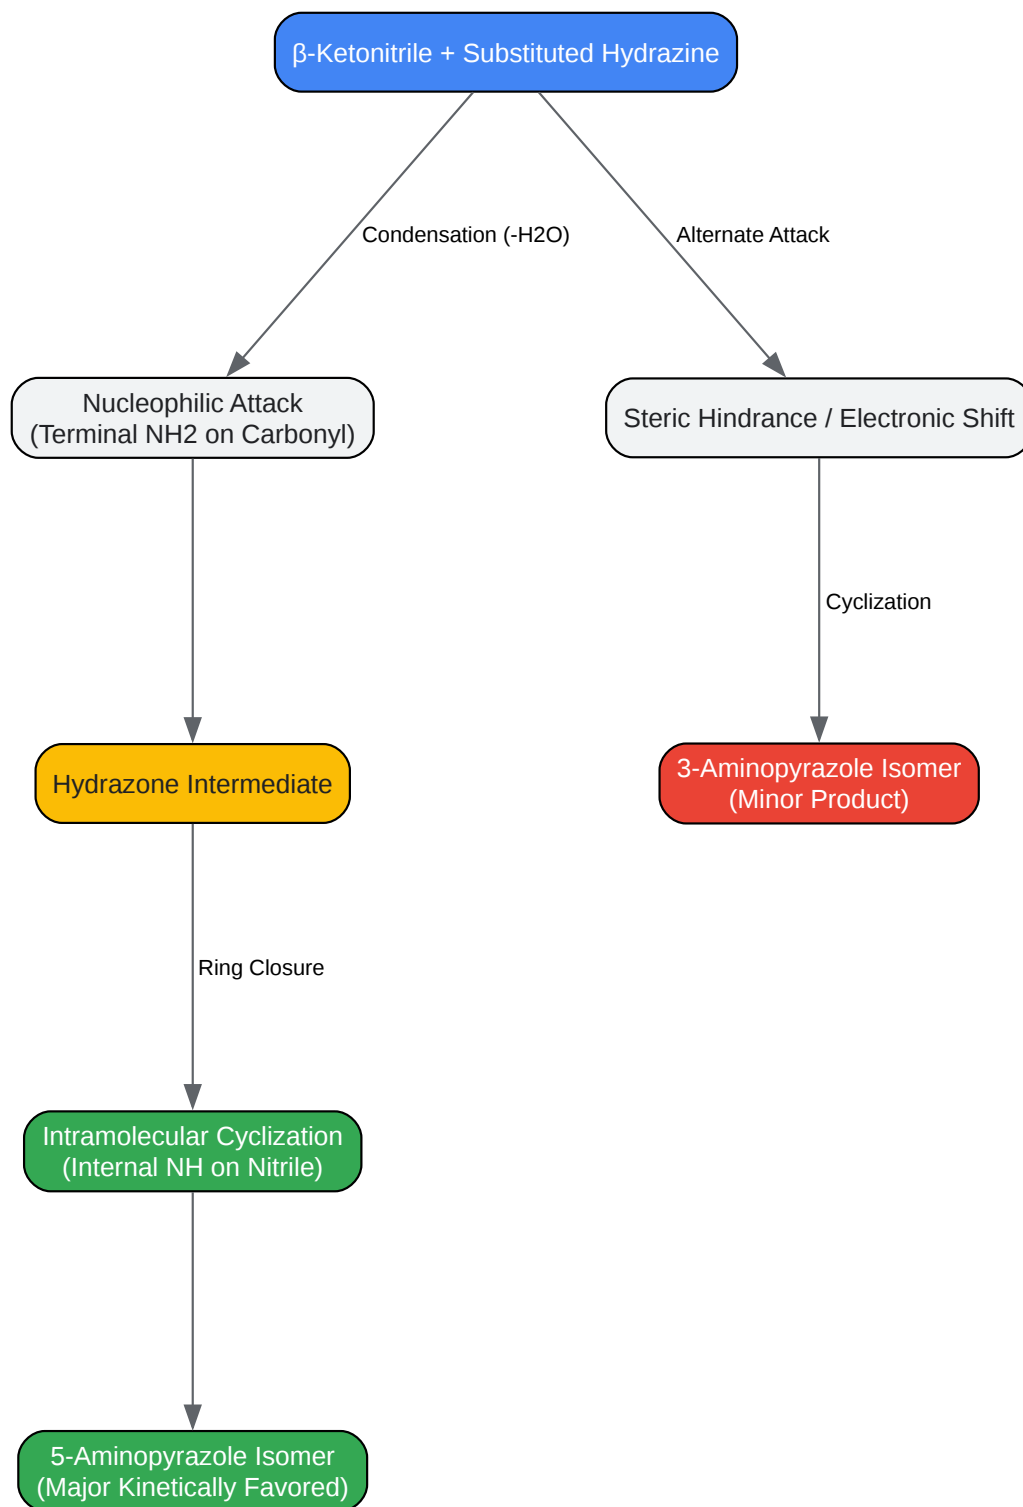 β-Ketonitrile + Substituted Hydrazine
Condensation (-H2O)
Alternate Attack
Nucleophilic Attack
(Terminal NH2 on Carbonyl)
Steric Hindrance / Electronic Shift
Cyclization
Hydrazone Intermediate
3-Aminopyrazole Isomer
(Minor Product)
Ring Closure
Intramolecular Cyclization
(Internal NH on Nitrile)
5-Aminopyrazole Isomer
(Major Kinetically Favored)